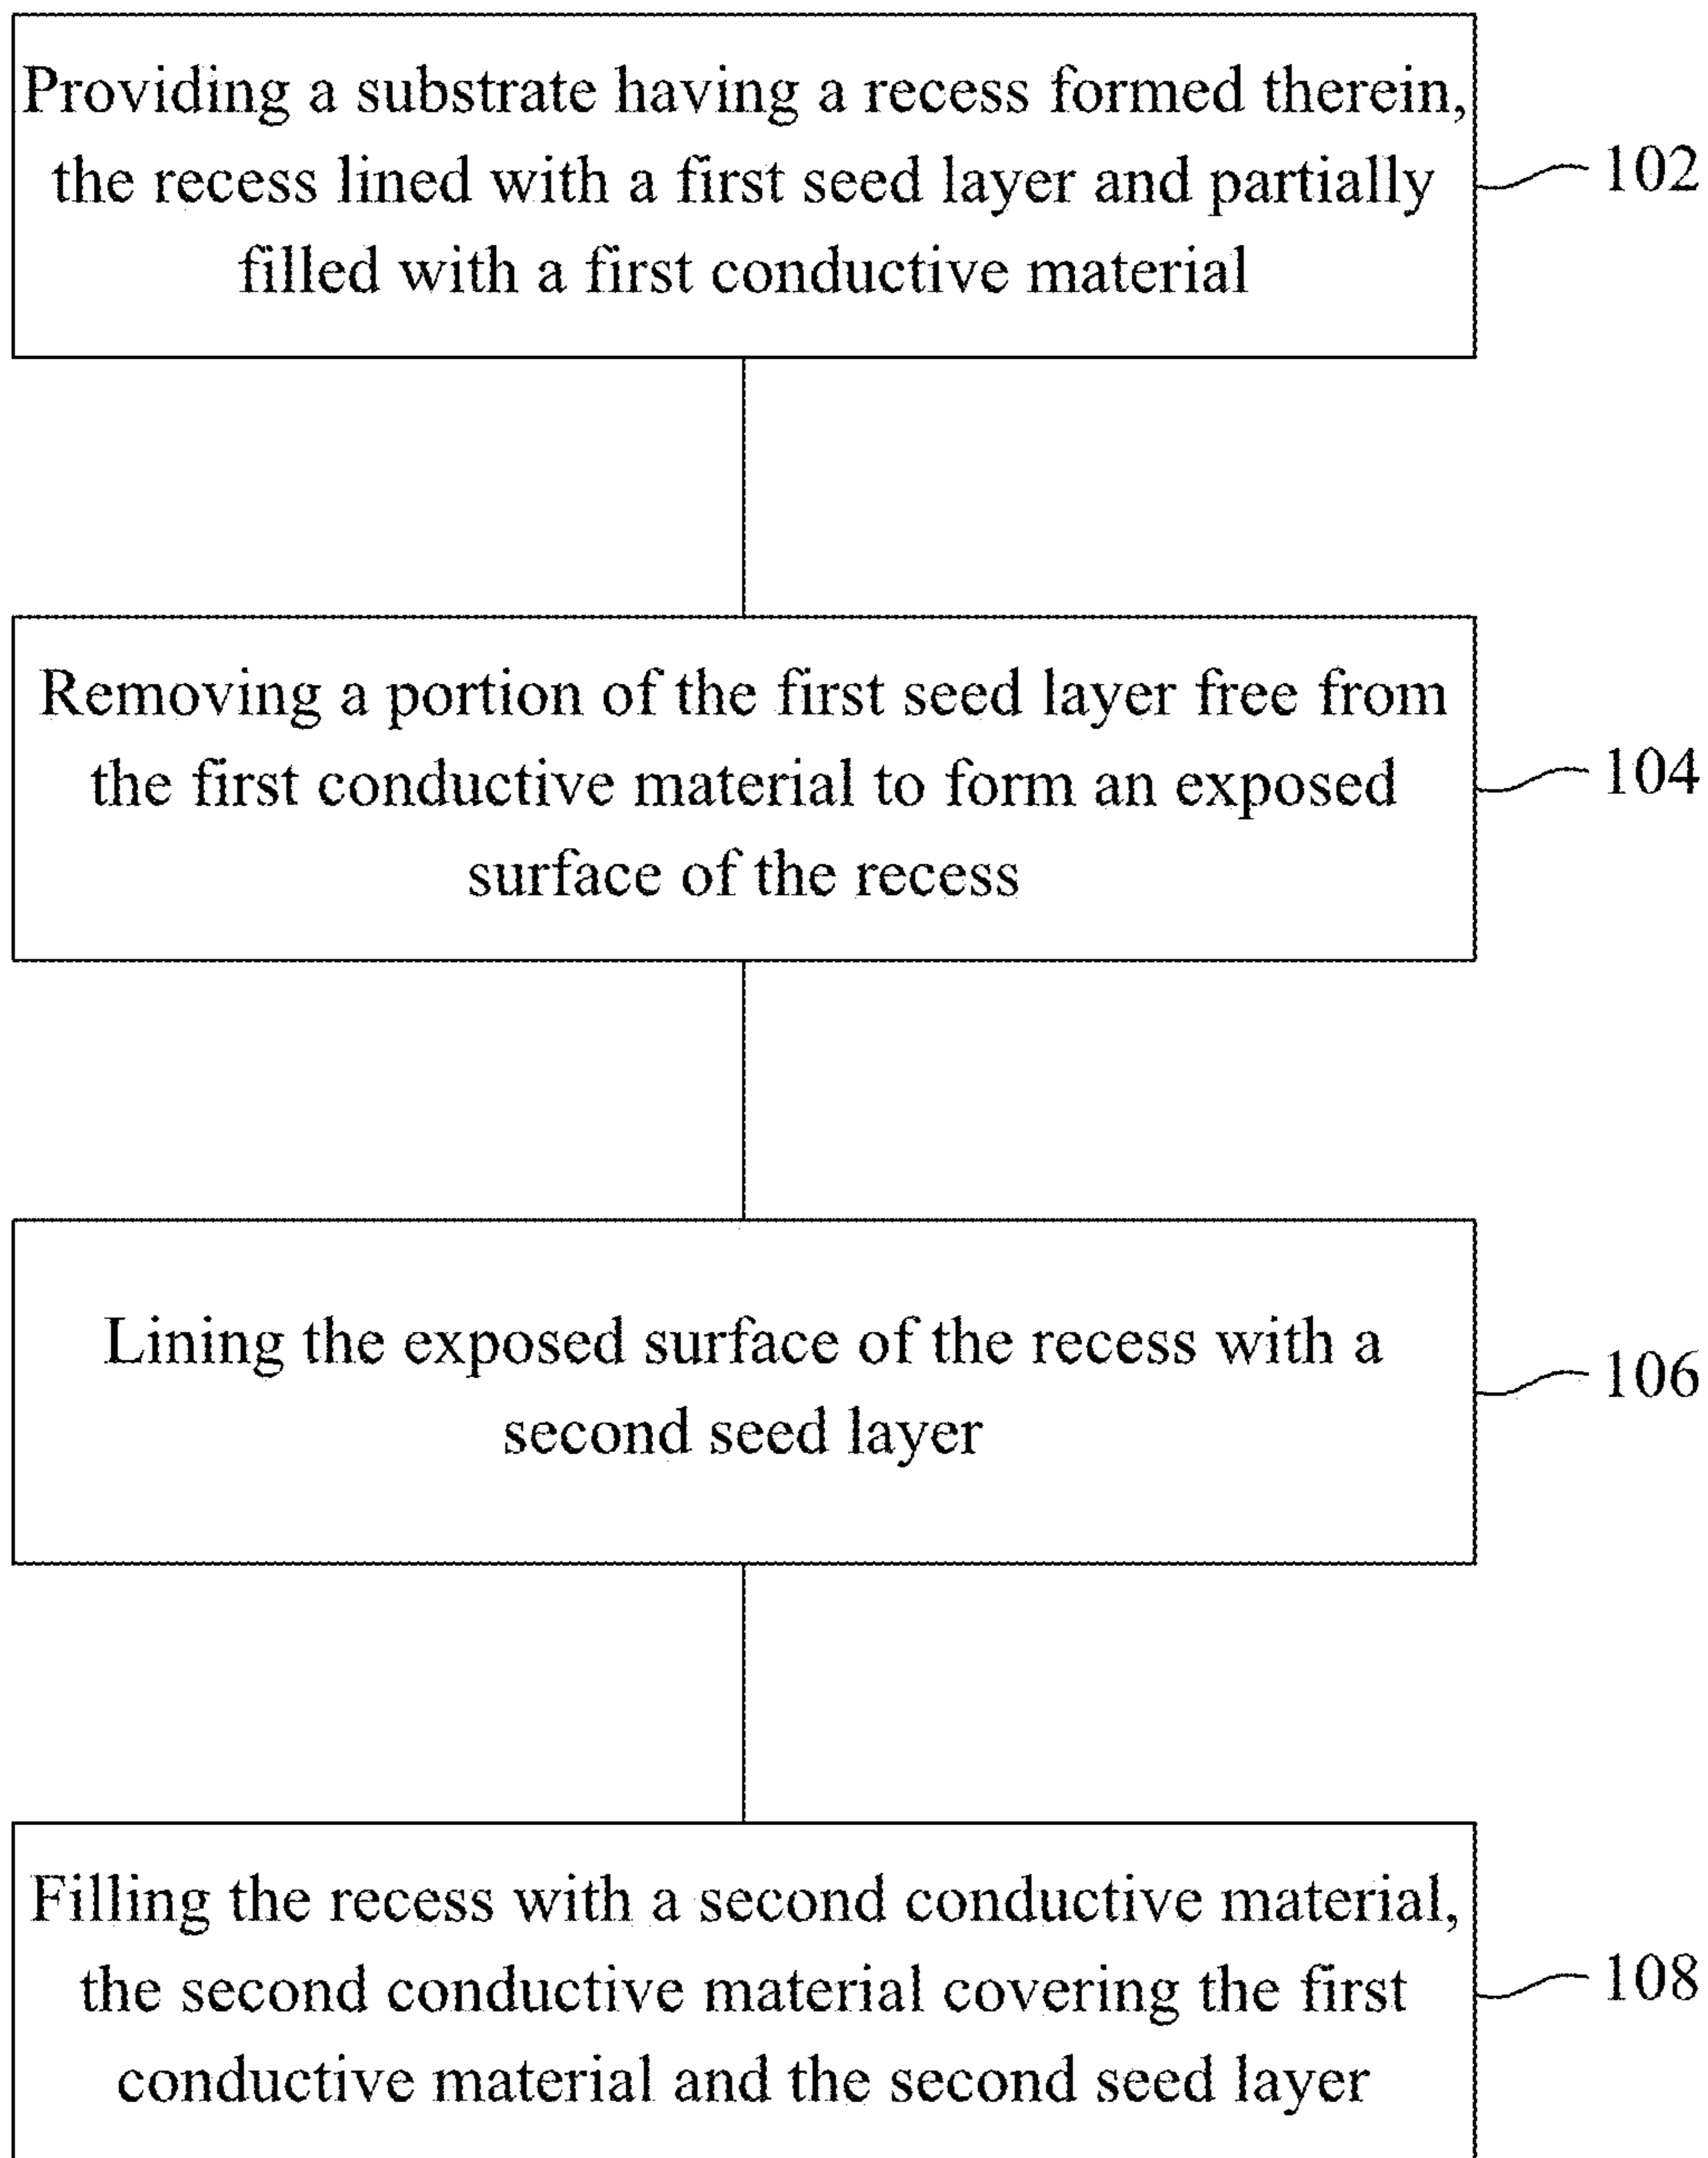 Providing a substrate having a recess formed therein,
the recess lined with a first seed layer and partially
filled with a first conductive material
102
Removing a portion of the first seed layer free from
the first conductive material to form an exposed
surface of the recess
104
Lining the exposed surface of the recess with a
second seed layer
106
Filling the recess with a second conductive material,
the second conductive material covering the first
conductive material and the second seed layer
108